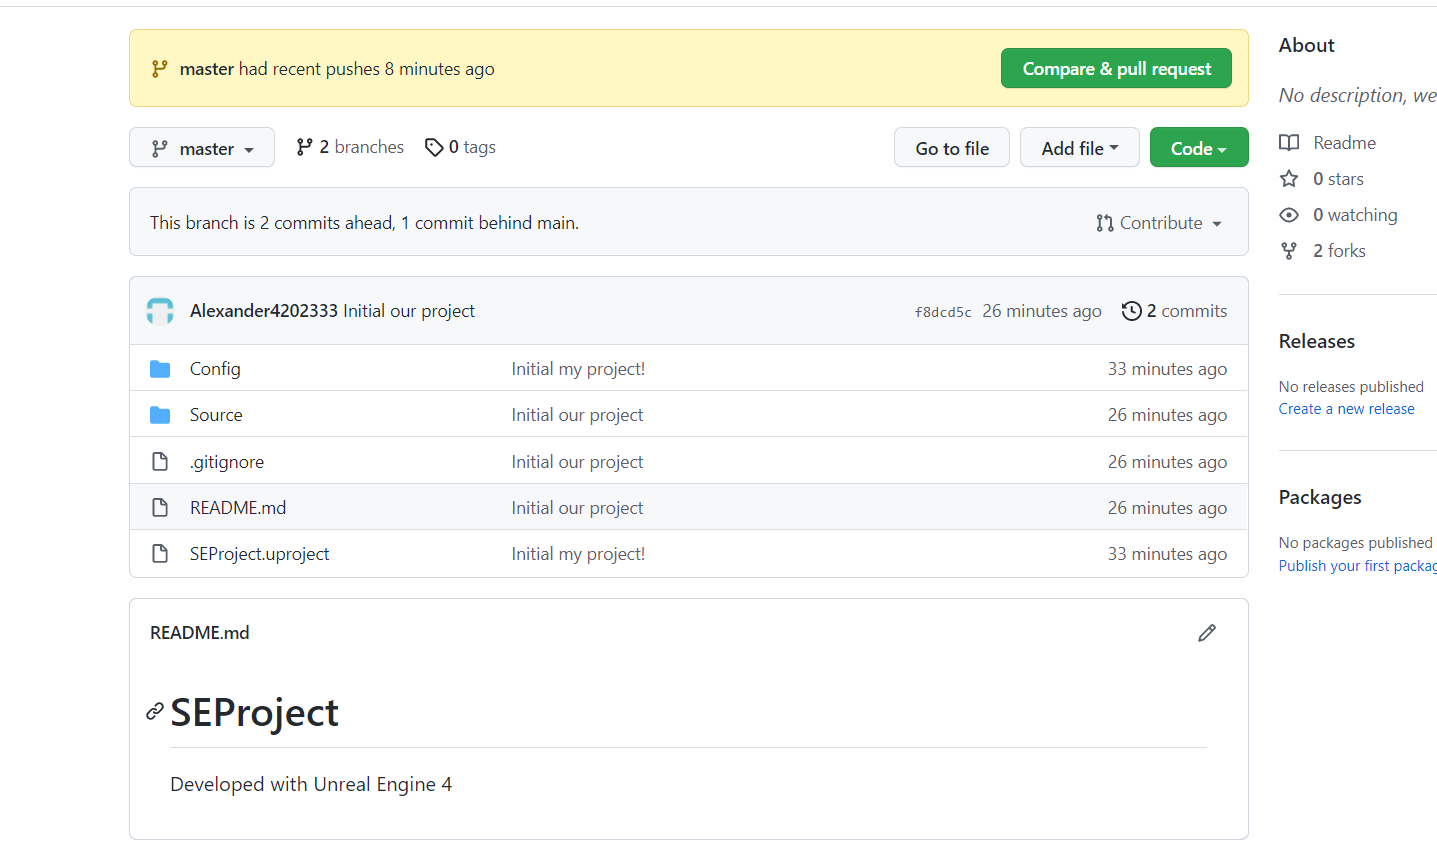 master had recent pushes 8 minutes ago
Compare & pull request
master
2 branches
0 tags
Go to file
Add file
Code
This branch is 2 commits ahead, 1 commit behind main.
Contribute
Alexander4202333 Initial our project
f8dcd5c 26 minutes ago
2 commits
Config Initial my project! 33 minutes ago
Source Initial our project 26 minutes ago
.gitignore Initial our project 26 minutes ago
README.md Initial our project 26 minutes ago
SEProject.uproject Initial my project! 33 minutes ago
README.md
SEProject
Developed with Unreal Engine 4
About
No description, we
Readme
0 stars
0 watching
2 forks
Releases
No releases published
Create a new release
Packages
No packages published
Publish your first packag